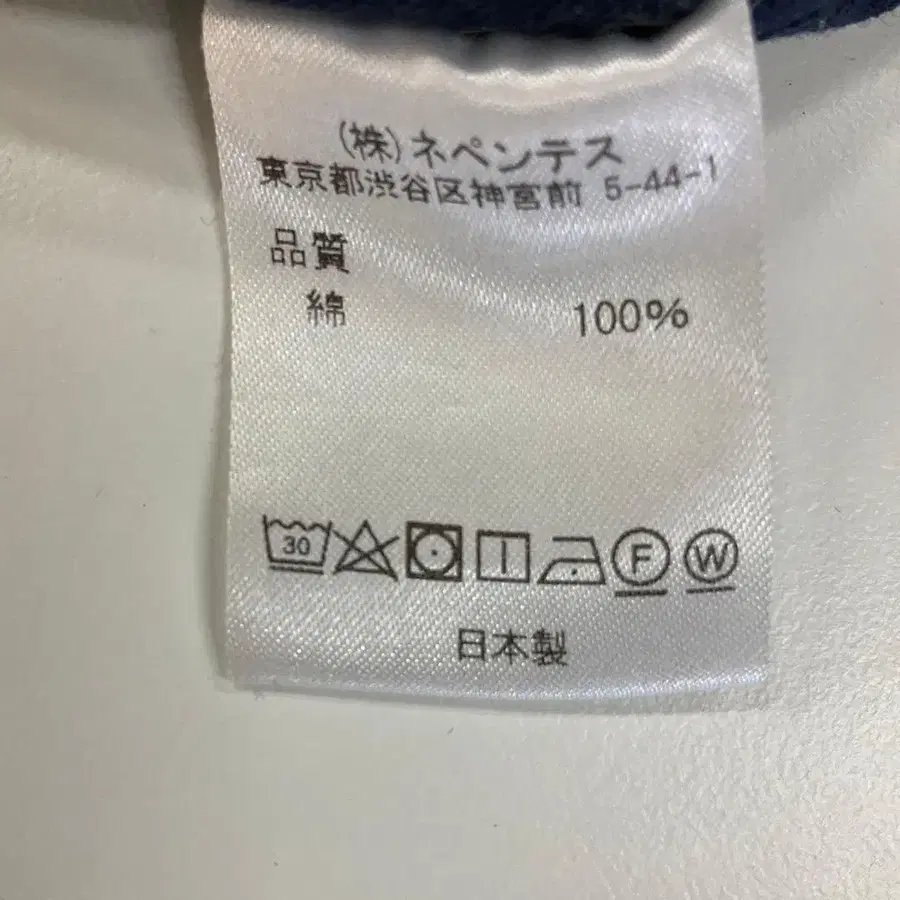 (株)ネペンテス
東京都渋谷区神宮前 5-44-1
品質
綿 100%
30 F W
日本製